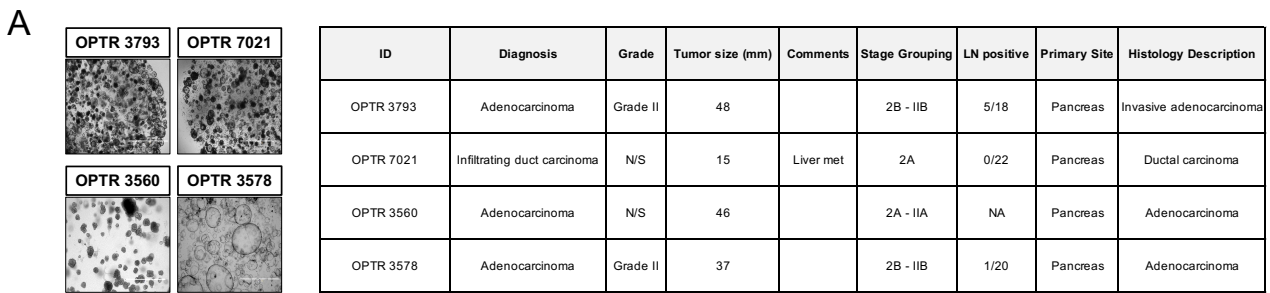 A
OPTR 3793 OPTR 7021
OPTR 3560 OPTR 3578
ID Diagnosis Grade Tumor size (mm) Comments Stage Grouping LN positive Primary Site Histology Description
OPTR 3793 Adenocarcinoma Grade II 48 2B - IIB 5/18 Pancreas Invasive adenocarcinoma
OPTR 7021 Infiltrating duct carcinoma N/S 15 Liver met 2A 0/22 Pancreas Ductal carcinoma
OPTR 3560 Adenocarcinoma N/S 46 2A - IIA NA Pancreas Adenocarcinoma
OPTR 3578 Adenocarcinoma Grade II 37 2B - IIB 1/20 Pancreas Adenocarcinoma